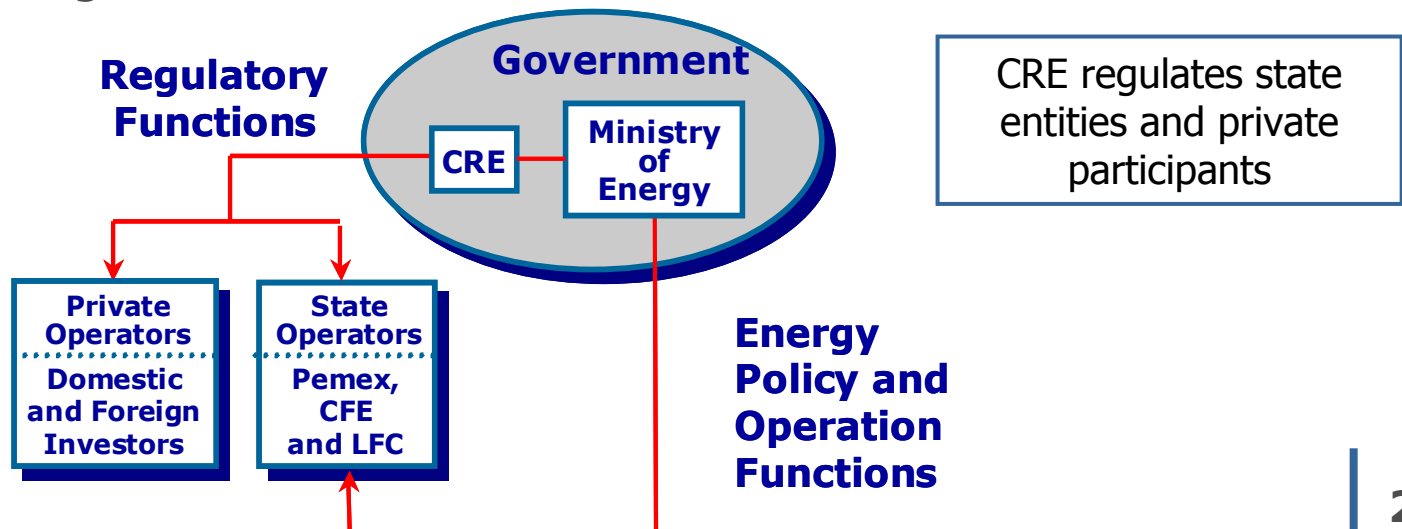 Government
Regulatory
Functions
CRE
Ministry
of
Energy
CRE regulates state
entities and private
participants
Private
Operators
Domestic
and Foreign
Investors
State
Operators
Pemex,
CFE
and LFC
Energy
Policy and
Operation
Functions